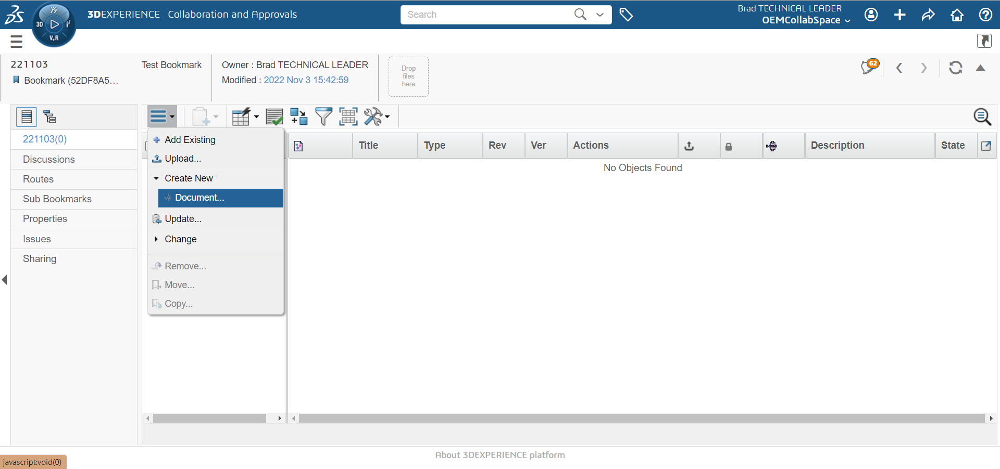 3DEXPERIENCE Collaboration and Approvals
3D
V.R
Search
Brad TECHNICAL LEADER
OEMCollabSpace
221103
Test Bookmark
Bookmark (52DF8A5...
Owner : Brad TECHNICAL LEADER
Modified : 2022 Nov 3 15:42:59
Drop
files
here
62
221103(0)
Discussions
Routes
Sub Bookmarks
Properties
Issues
Sharing
Add Existing
Upload...
Create New
Document...
Update...
Change
Remove...
Move...
Copy...
Title
Type
Rev
Ver
Actions
Description
State
No Objects Found
About 3DEXPERIENCE platform
javascript:void(0)